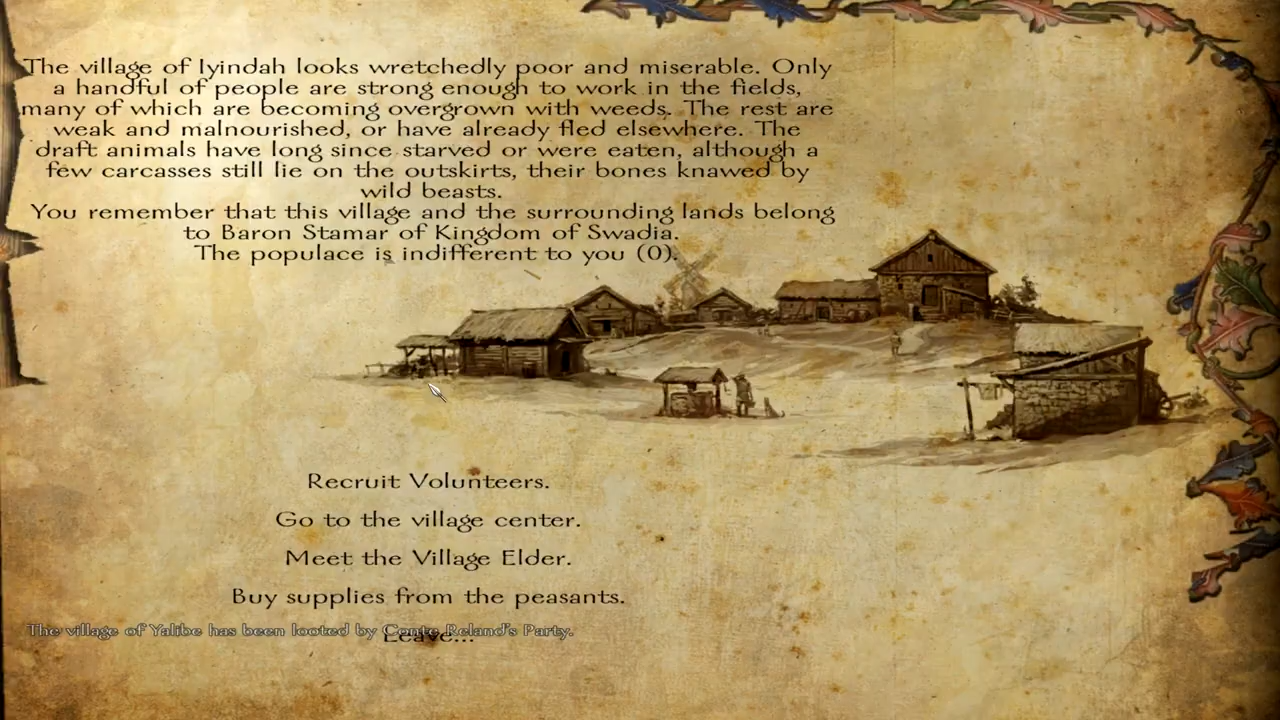 The village of Iyindah looks wretchedly poor and miserable. Only
a handful of people are strong enough to work in the fields,
many of which are becoming overgrown with weeds. The rest are
weak and malnourished, or have already fled elsewhere. The
draft animals have long since starved or were eaten, although a
few carcasses still lie on the outskirts, their bones knawed by
wild beasts.
You remember that this village and the surrounding lands belong
to Baron Stamar of Kingdom of Swadia.
The populace is indifferent to you (0).
Recruit Volunteers.
Go to the village center.
Meet the Village Elder.
Buy supplies from the peasants.
The village of Yalibe has been looted by Conte Reland's Party.
Leave...